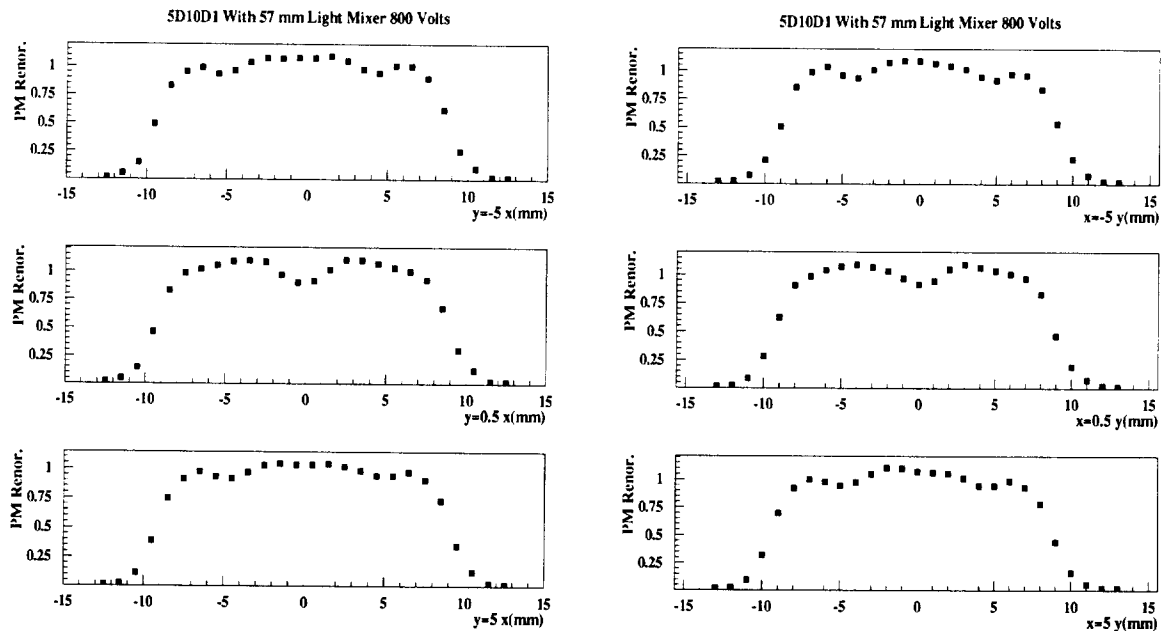 5D10D1 With 57 mm Light Mixer 800 Volts
PM Renor.
1
0.75
0.5
0.25
-15 -10 -5 0 5 10 15
y=-5 x(mm)
PM Renor.
1
0.75
0.5
0.25
-15 -10 -5 0 5 10 15
y=0.5 x(mm)
PM Renor.
1
0.75
0.5
0.25
-15 -10 -5 0 5 10 15
y=5 x(mm)
5D10D1 With 57 mm Light Mixer 800 Volts
PM Renor.
1
0.75
0.5
0.25
-15 -10 -5 0 5 10 15
x=-5 y(mm)
PM Renor.
1
0.75
0.5
0.25
-15 -10 -5 0 5 10 15
x=0.5 y(mm)
PM Renor.
1
0.75
0.5
0.25
-15 -10 -5 0 5 10 15
x=5 y(mm)